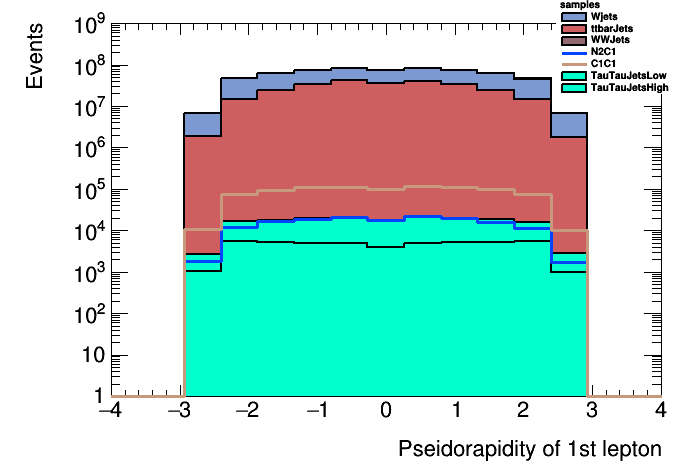 samples
Wjets
ttbarJets
WWJets
N2C1
C1C1
TauTauJetsLow
TauTauJetsHigh
Events
10^9
10^8
10^7
10^6
10^5
10^4
10^3
10^2
10
1
−4 −3 −2 −1 0 1 2 3 4
Pseidorapidity of 1st lepton